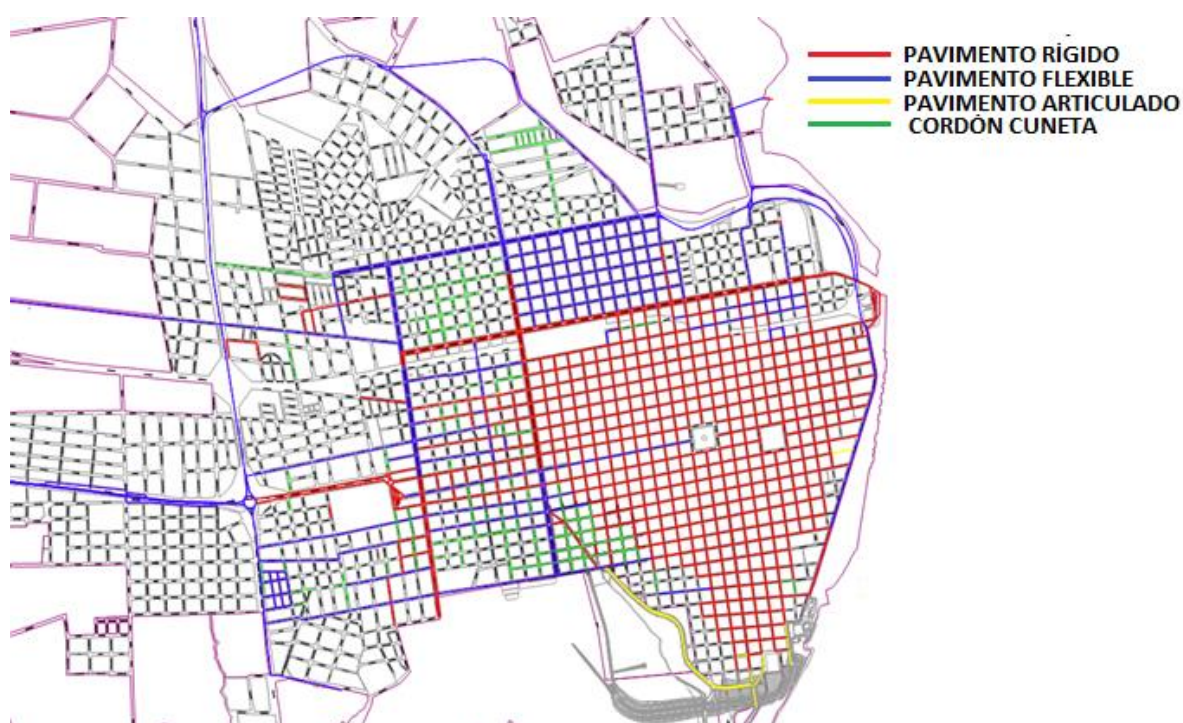 PAVIMENTO RÍGIDO
PAVIMENTO FLEXIBLE
PAVIMENTO ARTICULADO
CORDÓN CUNETA